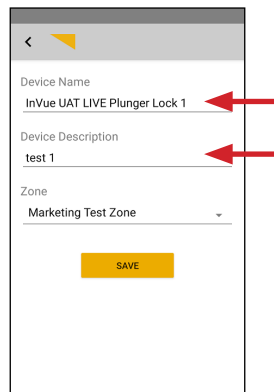 Device Name
InVue UAT LIVE Plunger Lock 1
Device Description
test 1
Zone
Marketing Test Zone
SAVE